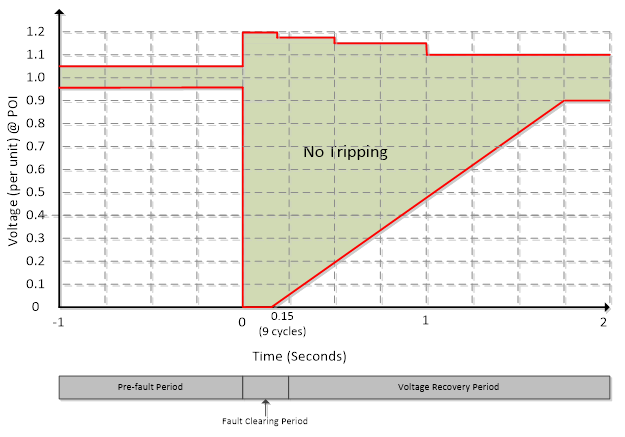 Voltage (per unit) @ POI
1.2
1.1
1.0
0.9
0.8
0.7
0.6
0.5
0.4
0.3
0.2
0.1
0
No Tripping
-1
0
0.15
(9 cycles)
1
2
Time (Seconds)
Pre-fault Period
Voltage Recovery Period
Fault Clearing Period